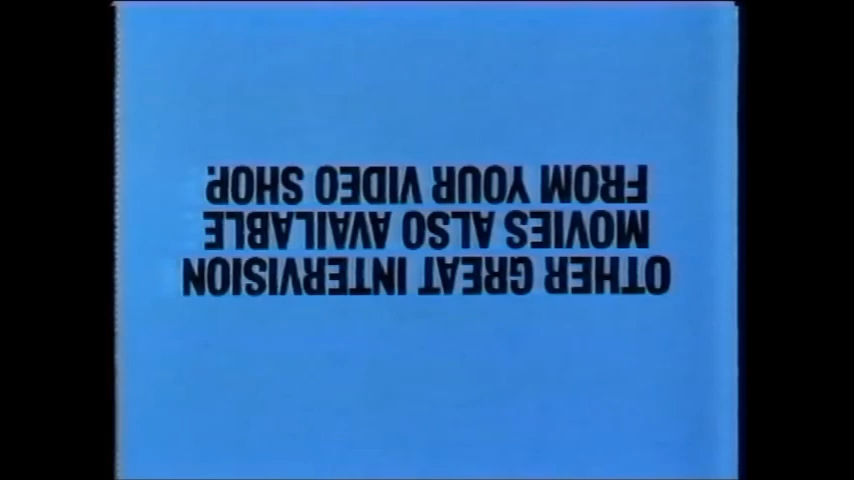 OTHER GREAT INTERVISION
MOVIES ALSO AVAILABLE
FROM YOUR VIDEO SHOP.